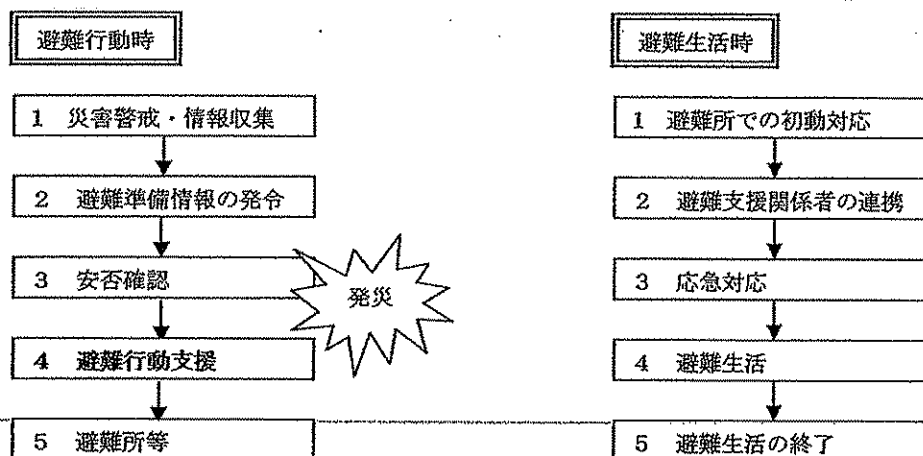 避難行動時
1 災害警戒・情報収集
2 避難準備情報の発令
3 安否確認
発災
4 避難行動支援
5 避難所等
避難生活時
1 避難所での初動対応
2 避難支援関係者の連携
3 応急対応
4 避難生活
5 避難生活の終了